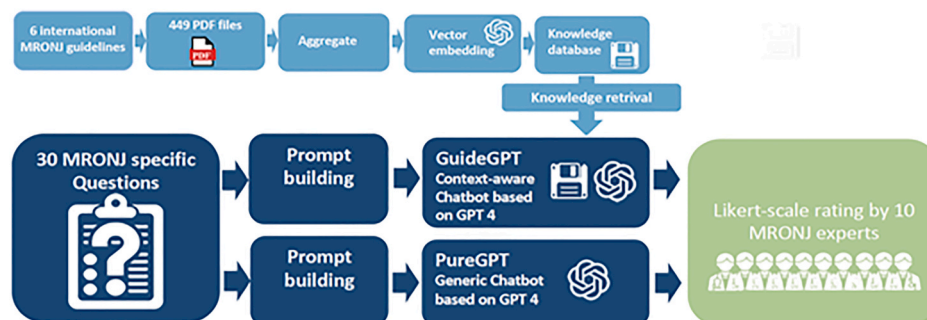 6 international
MRONJ guidelines
449 PDF files
PDF
Aggregate
Vector
embedding
Knowledge
database
Knowledge retrival
30 MRONJ specific
Questions
Prompt
building
GuideGPT
Context-aware
Chatbot based
on GPT 4
Prompt
building
PureGPT
Generic Chatbot
based on GPT 4
Likert-scale rating by 10
MRONJ experts